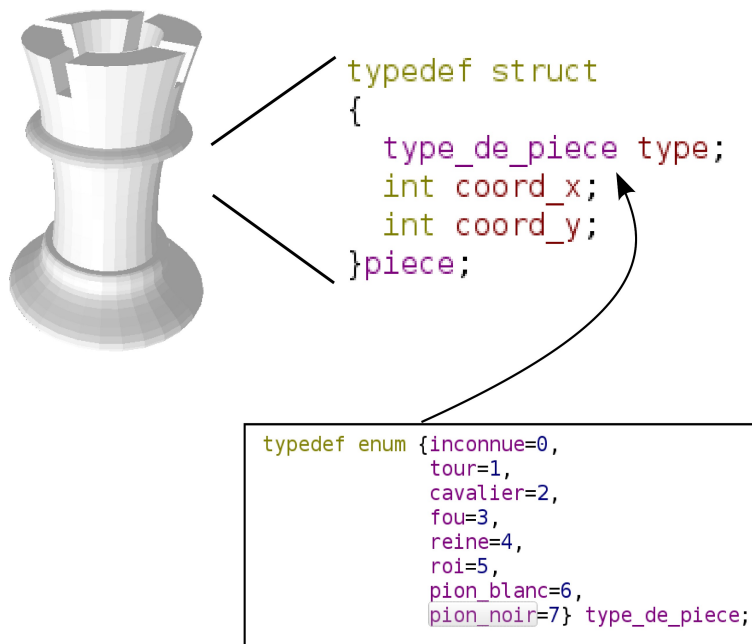 typedef struct
{
type_de_piece type;
int coord_x;
int coord_y;
}piece;
typedef enum {inconnue=0,
tour=1,
cavalier=2,
fou=3,
reine=4,
roi=5,
pion_blanc=6,
pion_noir=7} type_de_piece;